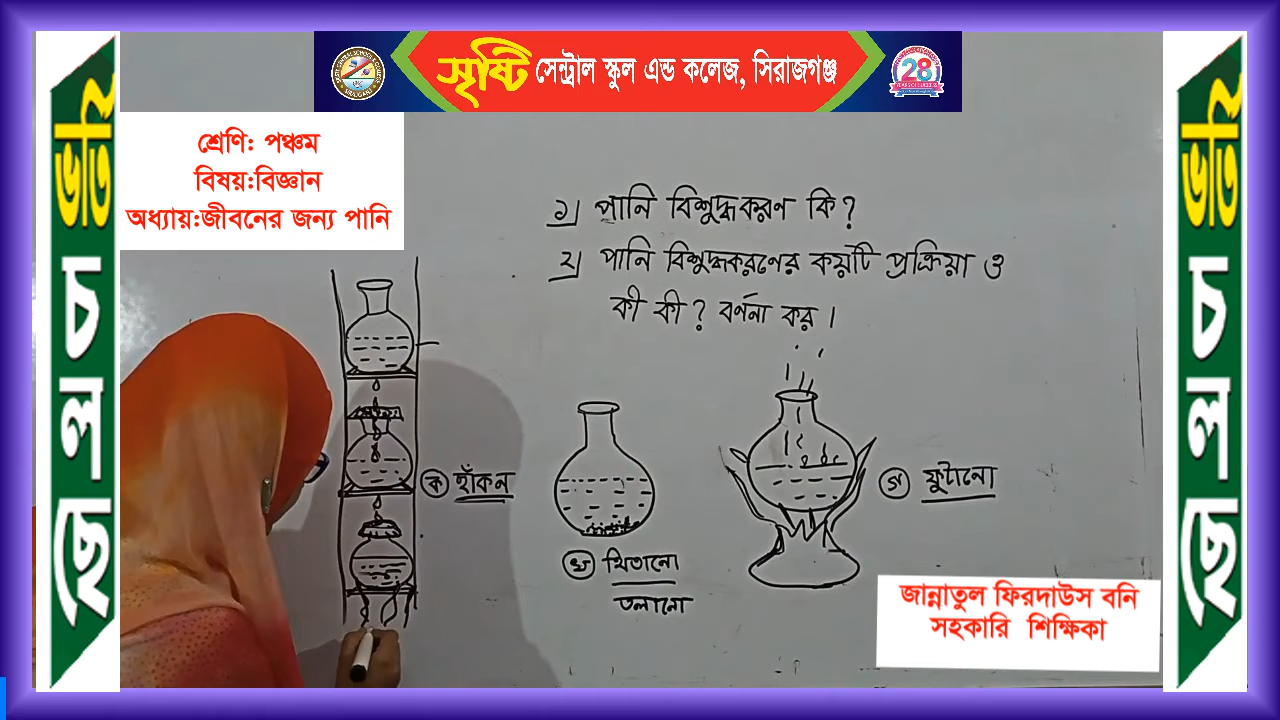 সৃষ্টি সেন্ট্রাল স্কুল এন্ড কলেজ, সিরাজগঞ্জ
28
শ্রেণি: পঞ্চম
বিষয়:বিজ্ঞান
অধ্যায়:জীবনের জন্য পানি
ভর্তি চলছে
১) পানি বিশুদ্ধকরণ কি?
২) পানি বিশুদ্ধকরণের কয়টি প্রক্রিয়া ও
কী কী? বর্ণনা কর।
ক হাঁকন
খ থিতানো
তলানো
গ ফুটানো
জান্নাতুল ফিরদাউস বনি
সহকারি শিক্ষিকা
ভর্তি চলছে